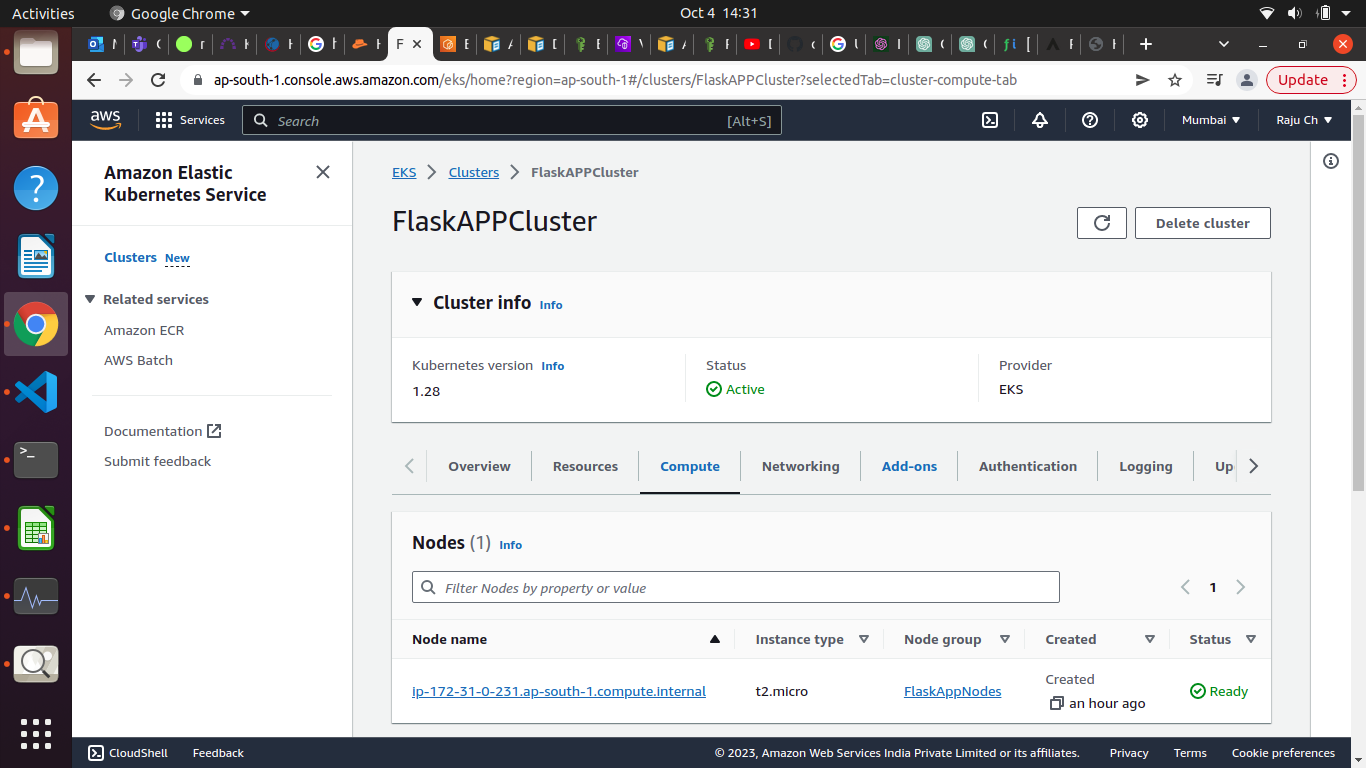 Activities
Google Chrome
Oct 4 14:31
ap-south-1.console.aws.amazon.com/eks/home?region=ap-south-1#/clusters/FlaskAPPCluster?selectedTab=cluster-compute-tab
Update
aws
Services
Search
[Alt+S]
Mumbai
Raju Ch
Amazon Elastic
Kubernetes Service
Clusters New
Related services
Amazon ECR
AWS Batch
Documentation
Submit feedback
EKS
Clusters
FlaskAPPCluster
FlaskAPPCluster
Delete cluster
Cluster info Info
Kubernetes version Info
1.28
Status
Active
Provider
EKS
Overview
Resources
Compute
Networking
Add-ons
Authentication
Logging
Up
Nodes (1) Info
Filter Nodes by property or value
1
Node name
Instance type
Node group
Created
Status
ip-172-31-0-231.ap-south-1.compute.internal
t2.micro
FlaskAppNodes
Created
an hour ago
Ready
CloudShell
Feedback
© 2023, Amazon Web Services India Private Limited or its affiliates.
Privacy
Terms
Cookie preferences